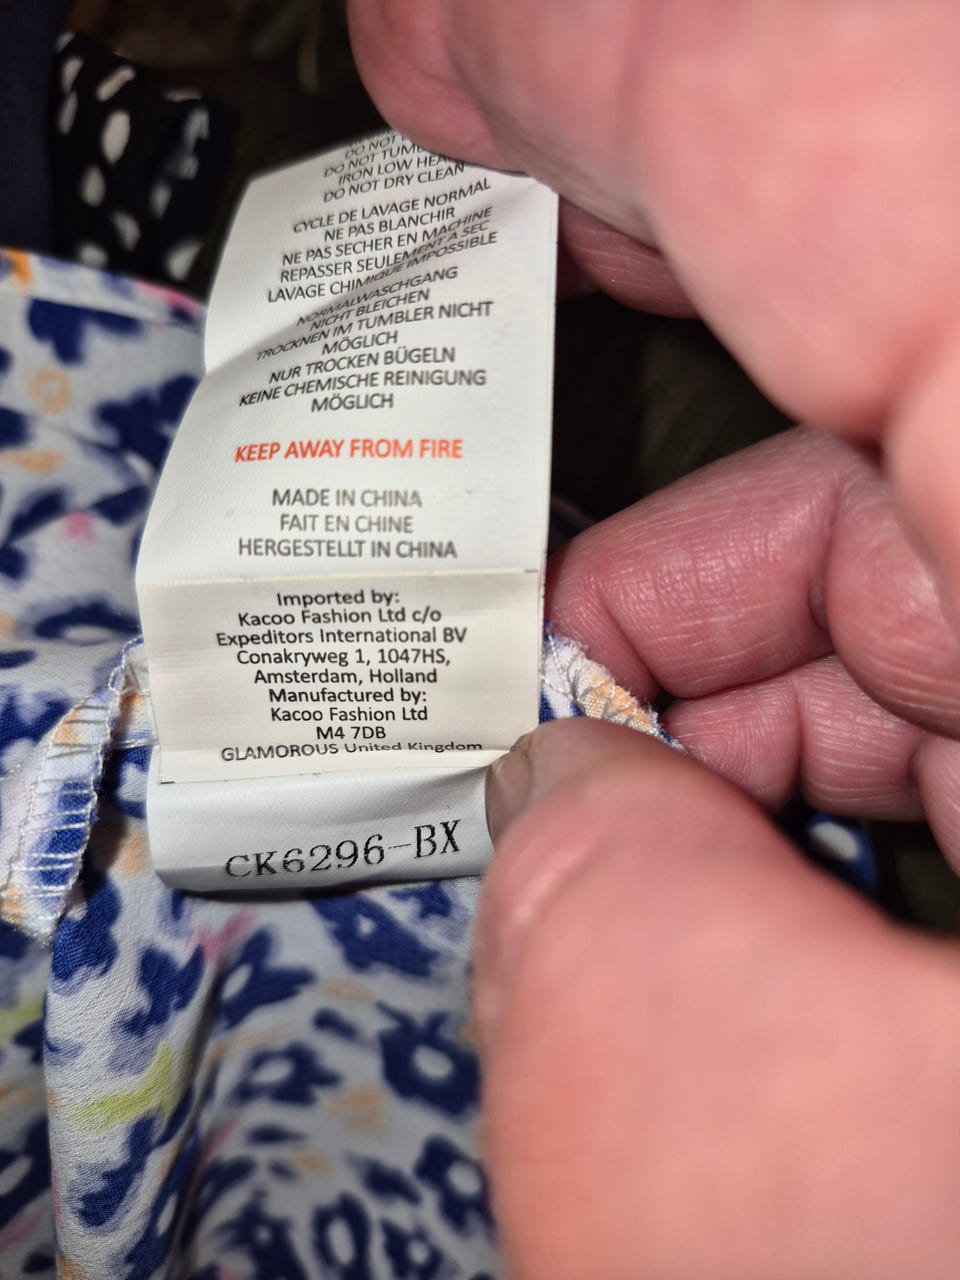 DO NOT
DO NOT TUMB
IRON LOW HEA
DO NOT DRY CLEAN
CYCLE DE LAVAGE NORMAL
NE PAS BLANCHIR
NE PAS SECHER EN MACHINE
REPASSER SEULEMENT A SEC
LAVAGE CHIMIQUE IMPOSSIBLE
NORMALWASCHGANG
NICHT BLEICHEN
TROCKNEN IM TUMBLER NICHT
MÖGLICH
NUR TROCKEN BÜGELN
KEINE CHEMISCHE REINIGUNG
MÖGLICH
KEEP AWAY FROM FIRE
MADE IN CHINA
FAIT EN CHINE
HERGESTELLT IN CHINA
Imported by:
Kacoo Fashion Ltd c/o
Expeditors International BV
Conakryweg 1, 1047HS,
Amsterdam, Holland
Manufactured by:
Kacoo Fashion Ltd
M4 7DB
GLAMOROUS United Kingdom
CK6296-BX